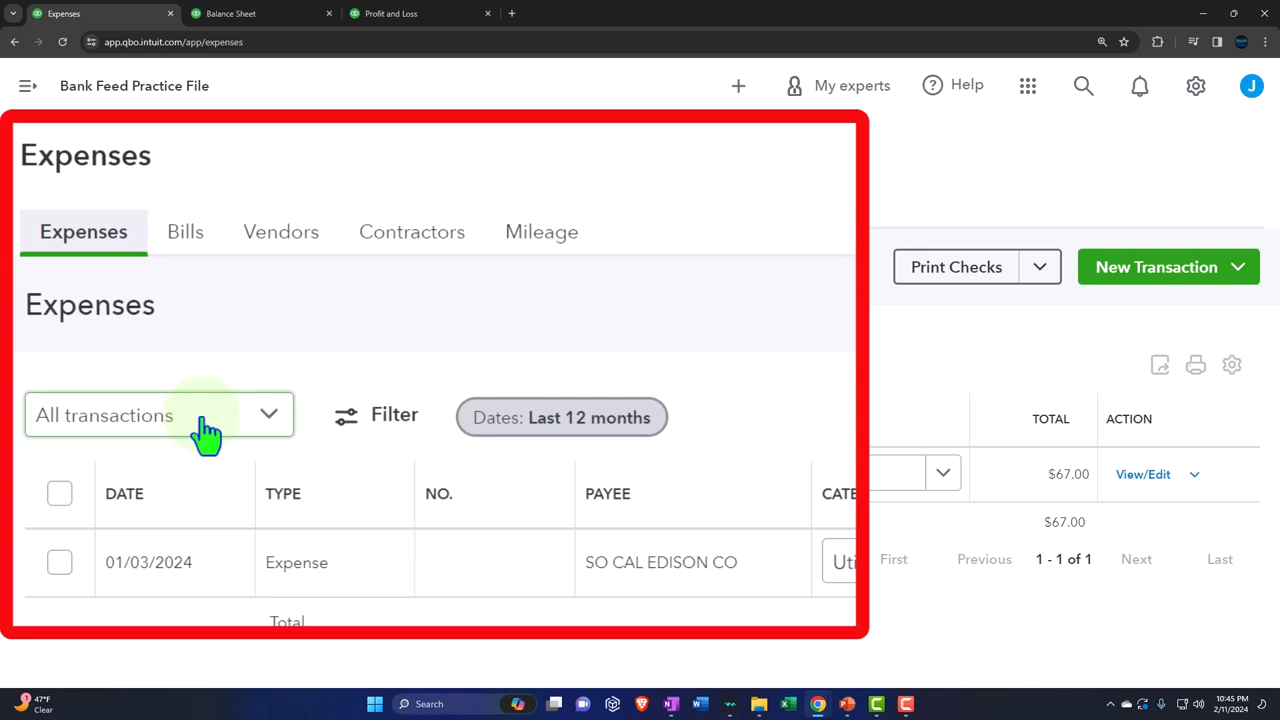 Expenses
Balance Sheet
Profit and Loss
app.qbo.intuit.com/app/expenses
Bank Feed Practice File
My experts
Help
J
Expenses
Expenses Bills Vendors Contractors Mileage
Expenses
Print Checks
New Transaction
All transactions
Filter
Dates: Last 12 months
DATE TYPE NO. PAYEE CATE TOTAL ACTION
01/03/2024 Expense SO CAL EDISON CO Uti $67.00 View/Edit
Total $67.00
First Previous 1 - 1 of 1 Next Last
1
47°F
Clear
Search
10:45 PM
2/11/2024